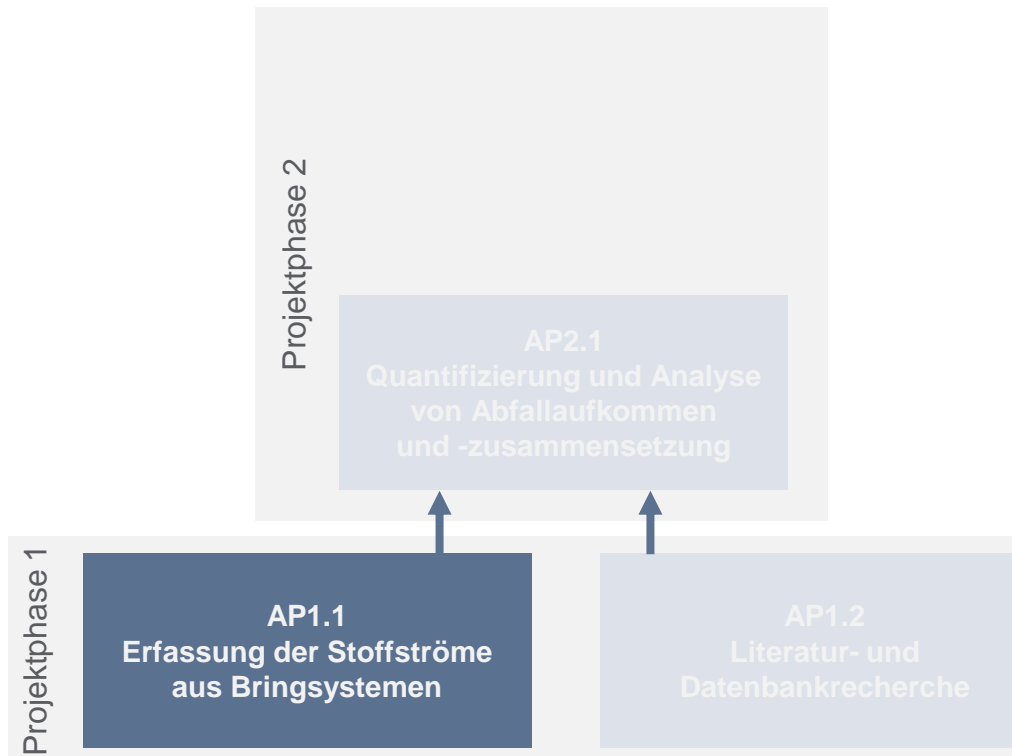 Projektphase 2
AP2.1
Quantifizierung und Analyse
von Abfallaufkommen
und -zusammensetzung
Projektphase 1
AP1.1
Erfassung der Stoffströme
aus Bringsystemen
AP1.2
Literatur- und
Datenbankrecherche